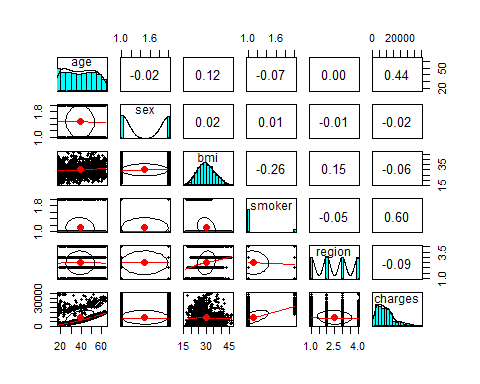 1.0 1.6 1.0 1.6 0 20000
age -0.02 0.12 -0.07 0.00 0.44 20 50
1.0 1.8 sex 0.02 0.01 -0.01 -0.02
bmi -0.26 0.15 -0.06 15 35
1.0 1.8 smoker -0.05 0.60
region -0.09 1.0 3.5
0 30000 charges
20 40 60 15 30 45 1.0 2.5 4.0